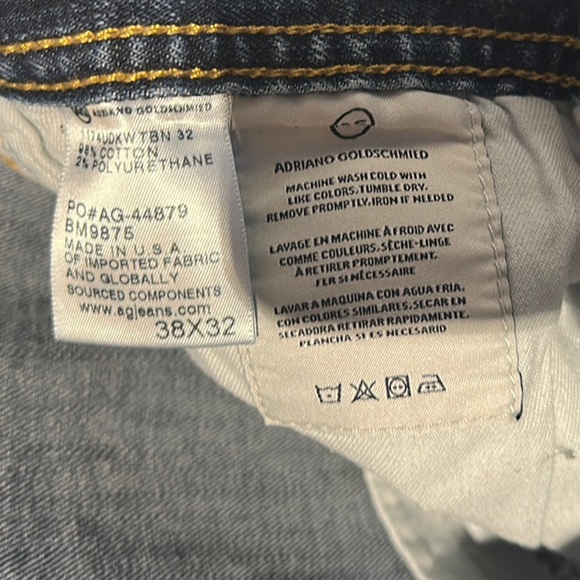 ADRIANO GOLDSCHMIED
1174UDKWTBN 32
98% COTTON
2% POLYURETHANE
PO#AG-44879
BM9875
MADE IN U.S.A.
OF IMPORTED FABRIC
AND GLOBALLY
SOURCED COMPONENTS
www.agjeans.com
38X32
ADRIANO GOLDSCHMIED
MACHINE WASH COLD WITH
LIKE COLORS.TUMBLE DRY.
REMOVE PROMPTLY.IRON IF NEEDED
LAVAGE EN MACHINE À FROID AVEC
COMME COULEURS. SÈCHE-LINGE
À RETIRER PROMPTEMENT.
FER SI NÉCESSAIRE
LAVAR A MAQUINA CON AGUA FRIA.
CON COLORES SIMILARES.SECAR EN
SECADORA RETIRAR RAPIDAMENTE.
PLANCHA SI ES NECESARIO